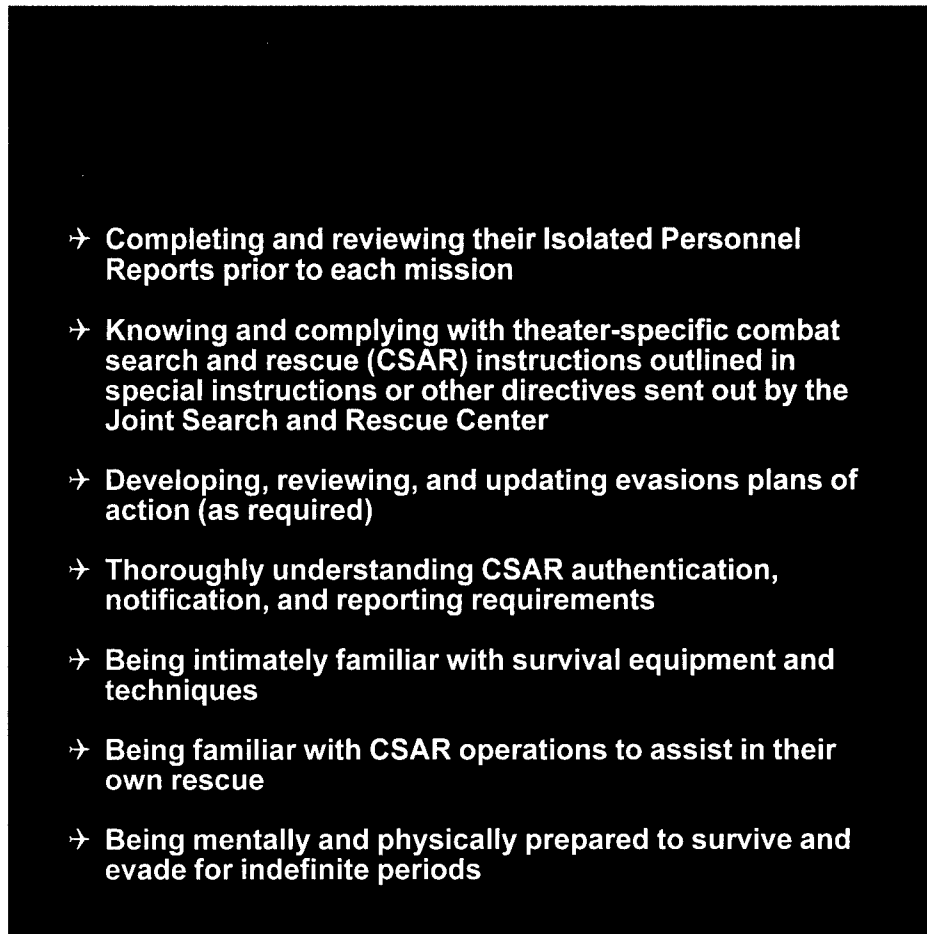 ✈ Completing and reviewing their Isolated Personnel
Reports prior to each mission
✈ Knowing and complying with theater-specific combat
search and rescue (CSAR) instructions outlined in
special instructions or other directives sent out by the
Joint Search and Rescue Center
✈ Developing, reviewing, and updating evasions plans of
action (as required)
✈ Thoroughly understanding CSAR authentication,
notification, and reporting requirements
✈ Being intimately familiar with survival equipment and
techniques
✈ Being familiar with CSAR operations to assist in their
own rescue
✈ Being mentally and physically prepared to survive and
evade for indefinite periods